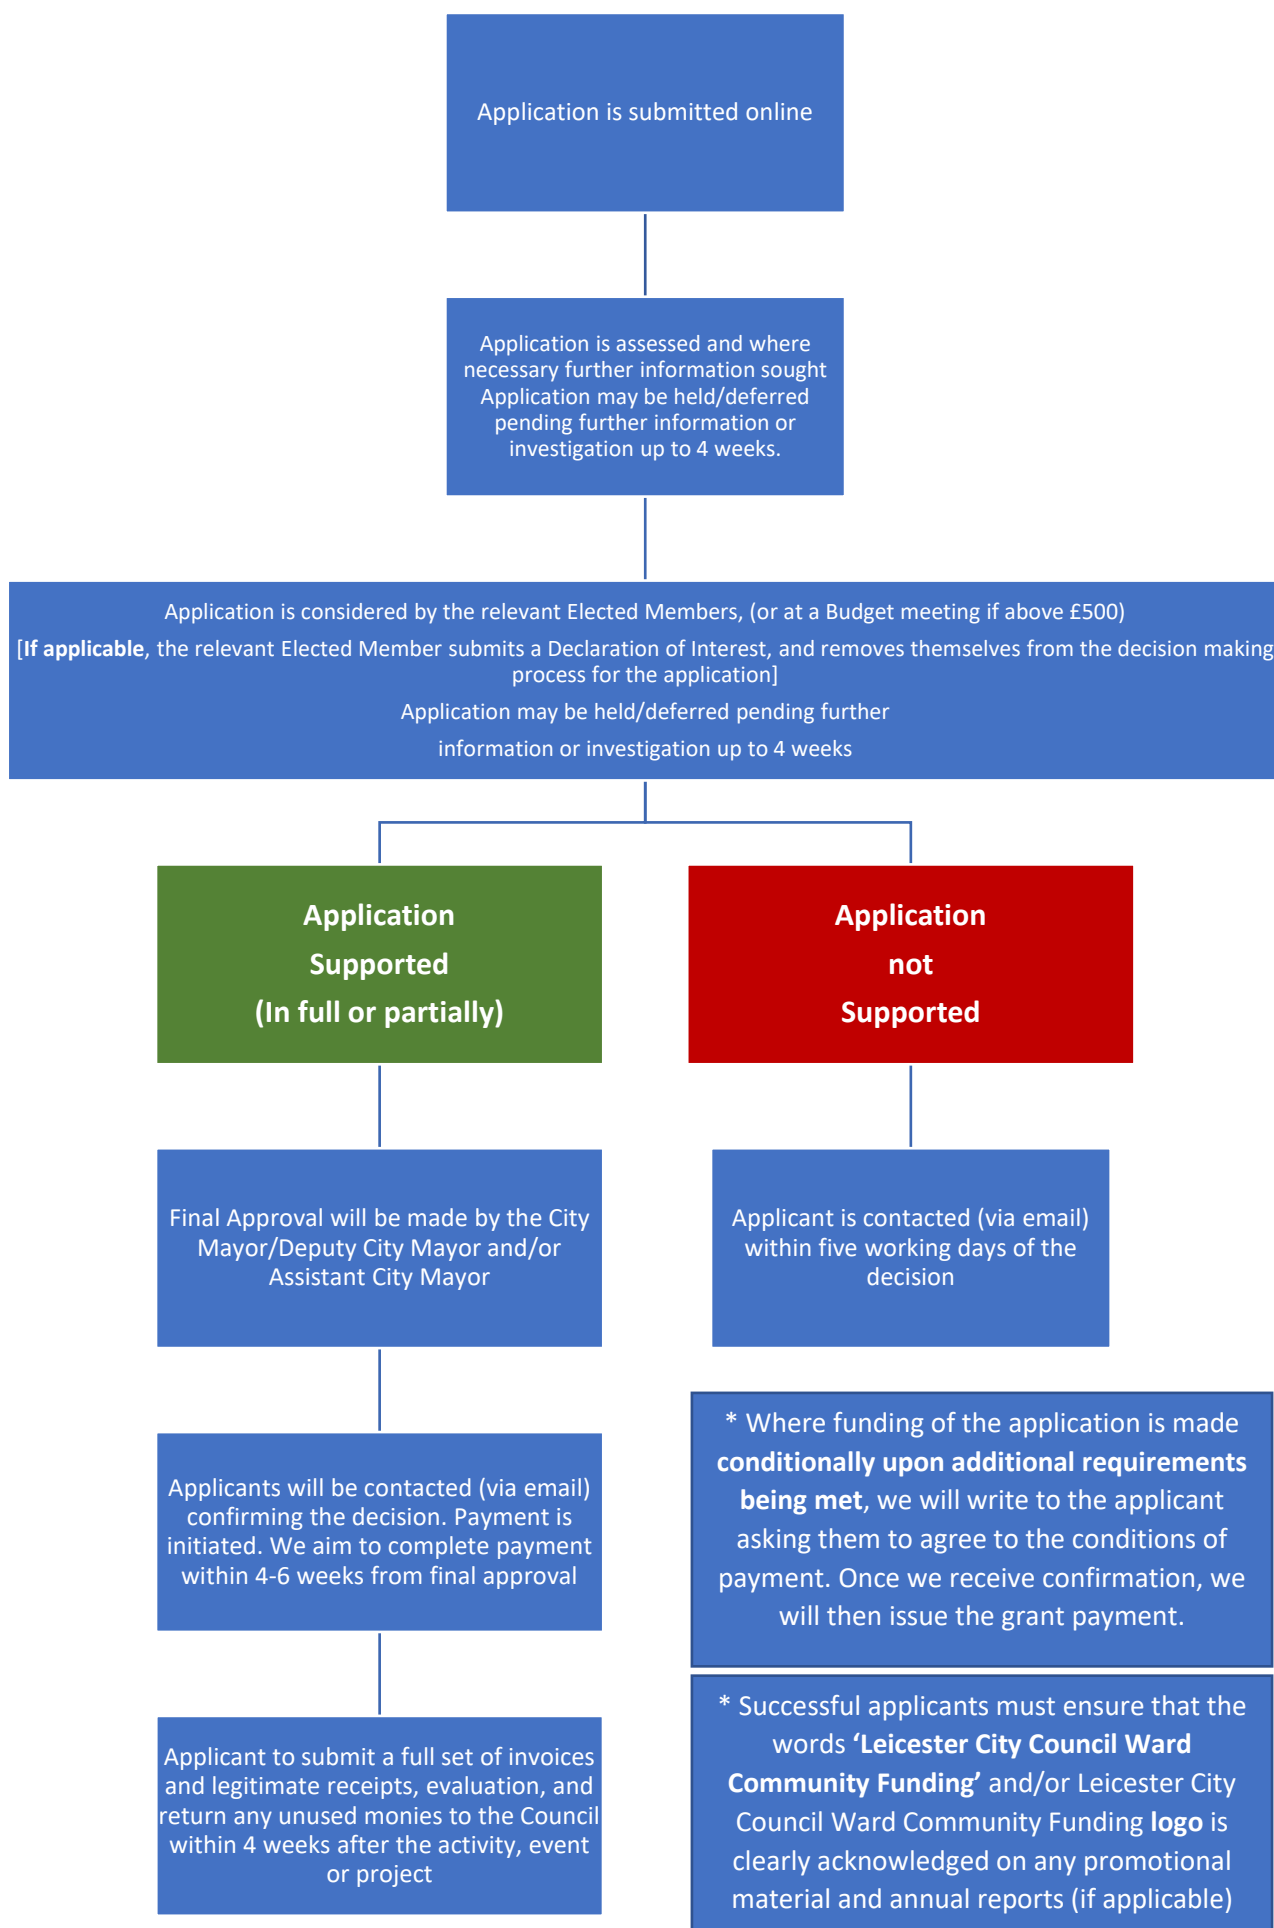 Application is submitted online
Application is assessed and where
necessary further information sought
Application may be held/deferred
pending further information or
investigation up to 4 weeks.
Application is considered by the relevant Elected Members, (or at a Budget meeting if above £500)
[If applicable, the relevant Elected Member submits a Declaration of Interest, and removes themselves from the decision making
process for the application]
Application may be held/deferred pending further
information or investigation up to 4 weeks
Application
Supported
(In full or partially)
Application
not
Supported
Final Approval will be made by the City
Mayor/Deputy City Mayor and/or
Assistant City Mayor
Applicant is contacted (via email)
within five working days of the
decision
Applicants will be contacted (via email)
confirming the decision. Payment is
initiated. We aim to complete payment
within 4-6 weeks from final approval
Applicant to submit a full set of invoices
and legitimate receipts, evaluation, and
return any unused monies to the Council
within 4 weeks after the activity, event
or project
* Where funding of the application is made
conditionally upon additional requirements
being met, we will write to the applicant
asking them to agree to the conditions of
payment. Once we receive confirmation, we
will then issue the grant payment.
* Successful applicants must ensure that the
words ‘Leicester City Council Ward
Community Funding’ and/or Leicester City
Council Ward Community Funding logo is
clearly acknowledged on any promotional
material and annual reports (if applicable)